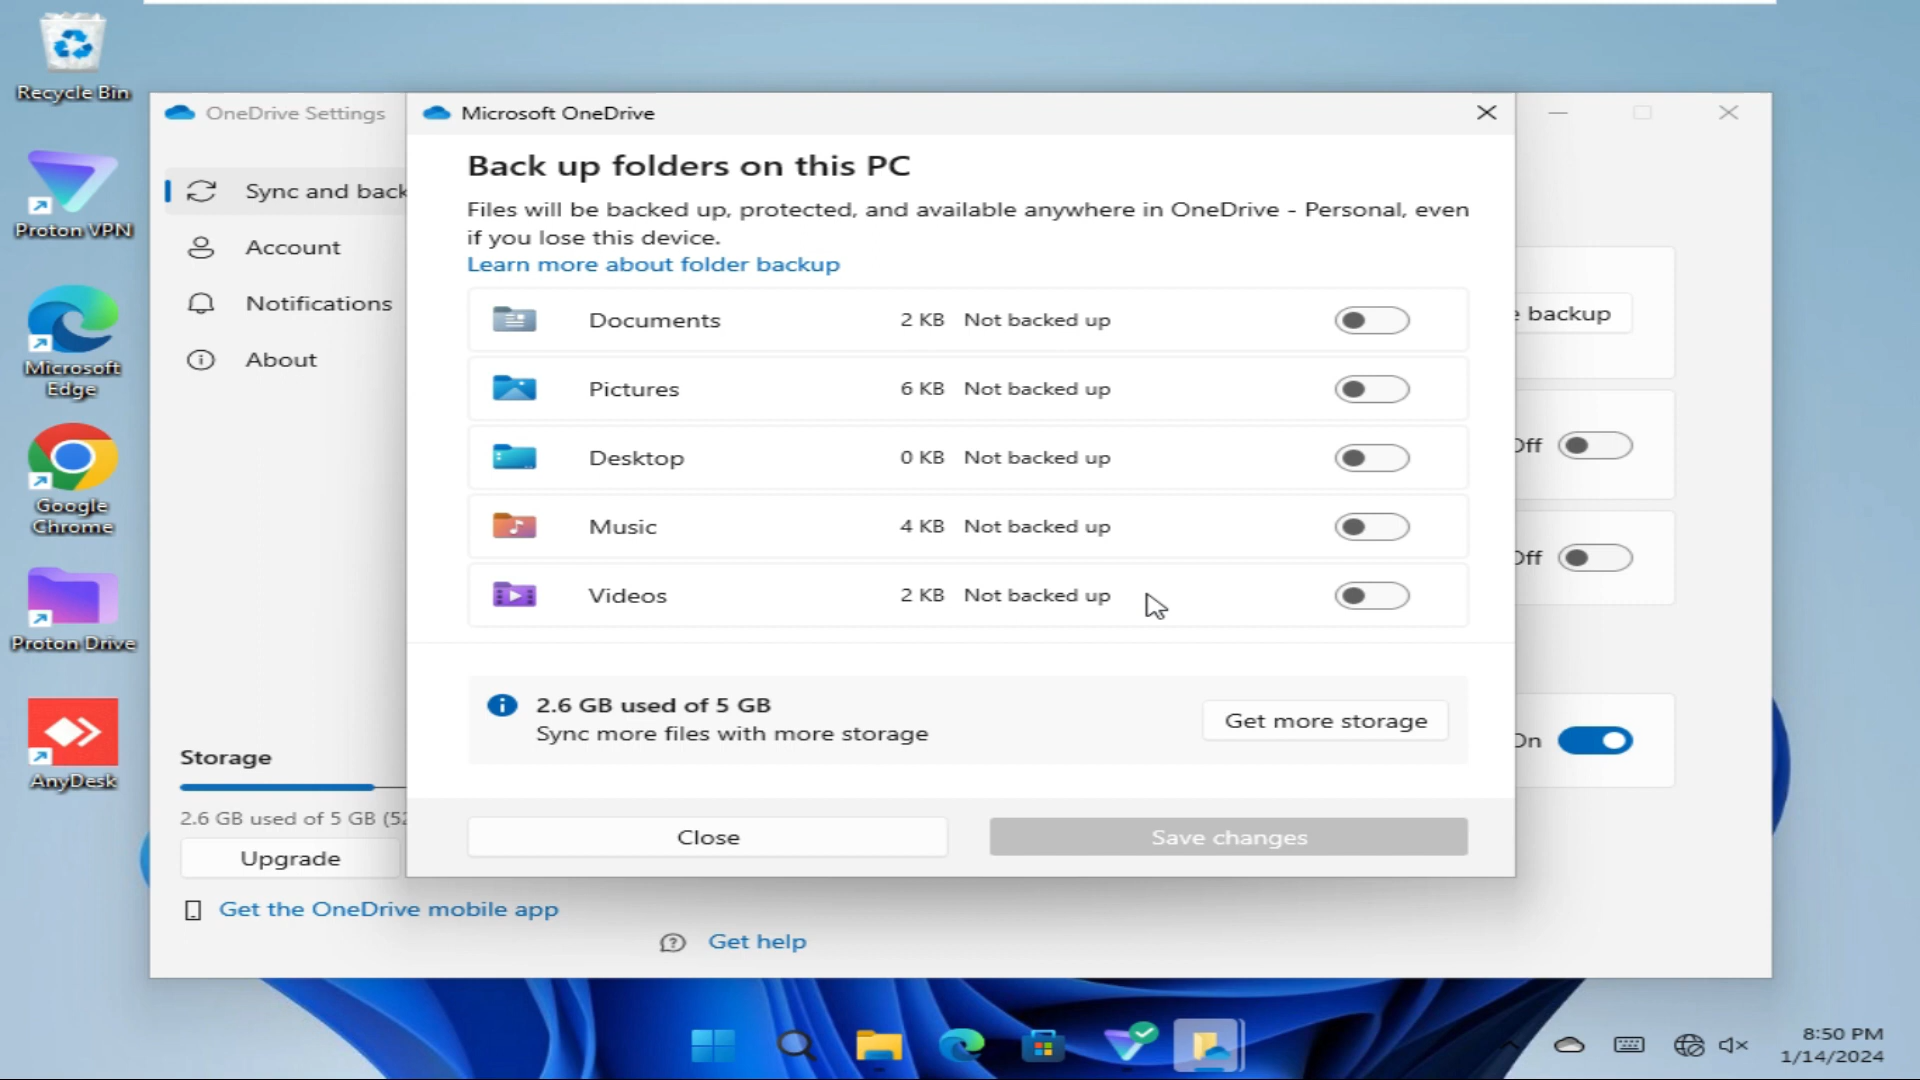 Recycle Bin
Proton VPN
Microsoft
Edge
Google
Chrome
Proton Drive
AnyDesk
OneDrive Settings
Sync and back
Account
Notifications
About
Storage
2.6 GB used of 5 GB (52
Upgrade
Get the OneDrive mobile app
Get help
Microsoft OneDrive
Back up folders on this PC
Files will be backed up, protected, and available anywhere in OneDrive - Personal, even
if you lose this device.
Learn more about folder backup
Documents 2 KB Not backed up
Pictures 6 KB Not backed up
Desktop 0 KB Not backed up
Music 4 KB Not backed up
Videos 2 KB Not backed up
2.6 GB used of 5 GB
Sync more files with more storage
Get more storage
Close
Save changes
e backup
Off
Off
On
8:50 PM
1/14/2024